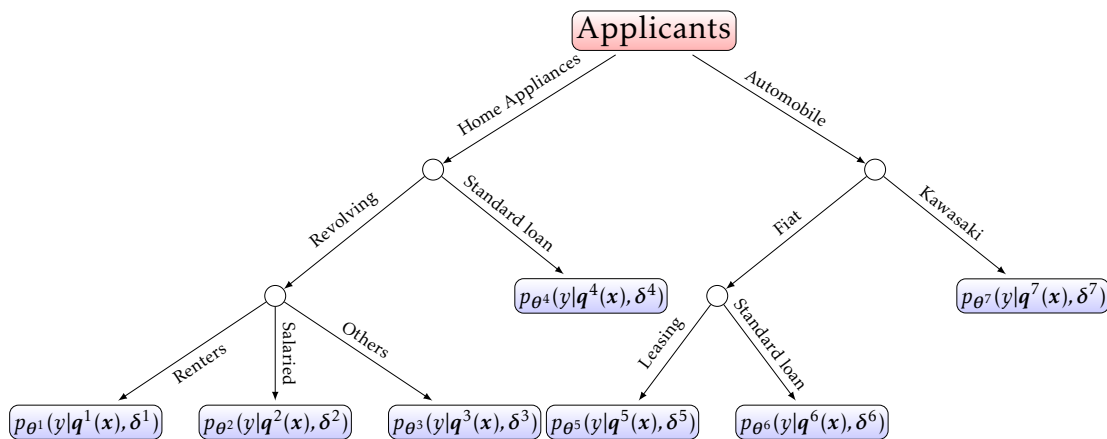 Applicants
Home Appliances
Automobile
Revolving
Standard loan
Fiat
Kawasaki
p_{θ^4}(y|q^4(x), δ^4)
p_{θ^7}(y|q^7(x), δ^7)
Renters
Salaried
Others
Leasing
Standard loan
p_{θ^1}(y|q^1(x), δ^1)
p_{θ^2}(y|q^2(x), δ^2)
p_{θ^3}(y|q^3(x), δ^3)
p_{θ^5}(y|q^5(x), δ^5)
p_{θ^6}(y|q^6(x), δ^6)